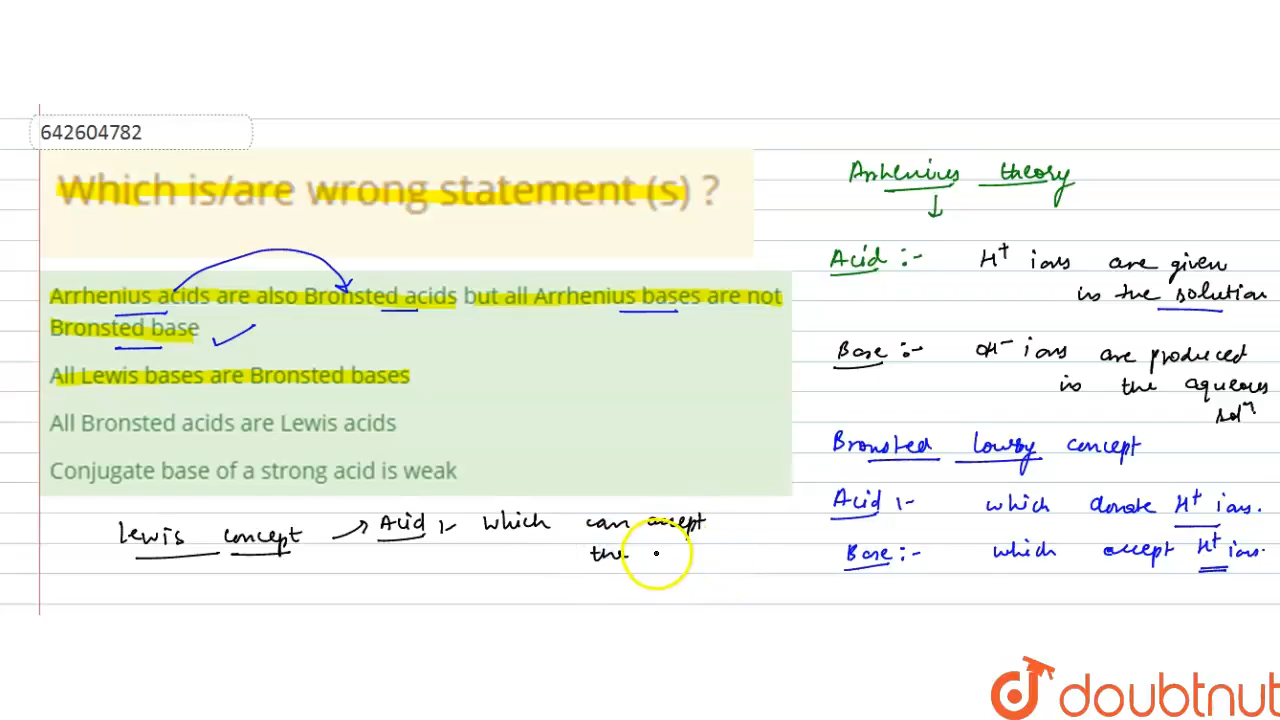 642604782
Which is/are wrong statement (s) ?
Arrhenius acids are also Bronsted acids but all Arrhenius bases are not
Bronsted base
All Lewis bases are Bronsted bases
All Bronsted acids are Lewis acids
Conjugate base of a strong acid is weak
Lewis concept → Acid :- which can accept
the
Arrhenius theory
↓
Acid :- H+ ions are given
in the solution
Base :- OH- ions are produced
in the aqueous
solⁿ
Bronsted lowry concept
Acid :- which donate H+ ions.
Base :- which accept H+ ions.
doubtnut